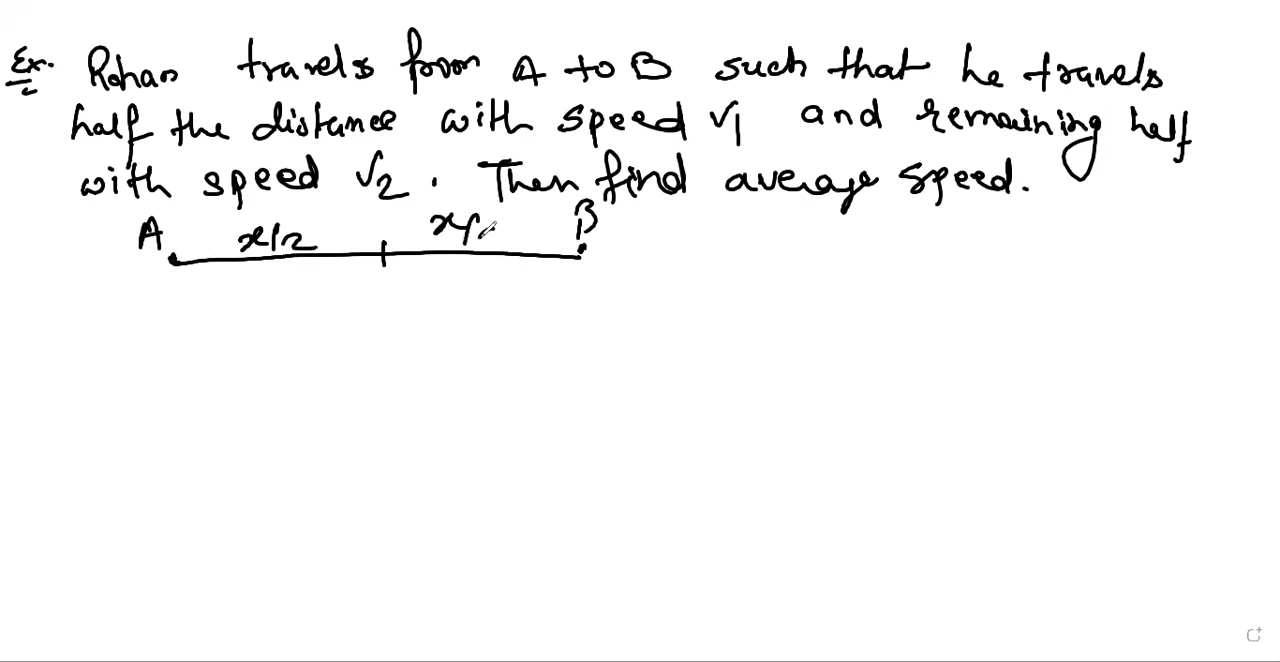 Ex. Rohan travels from A to B such that he travels
half the distance with speed v1 and remaining half
with speed v2. Then find average speed.
A x/2 B